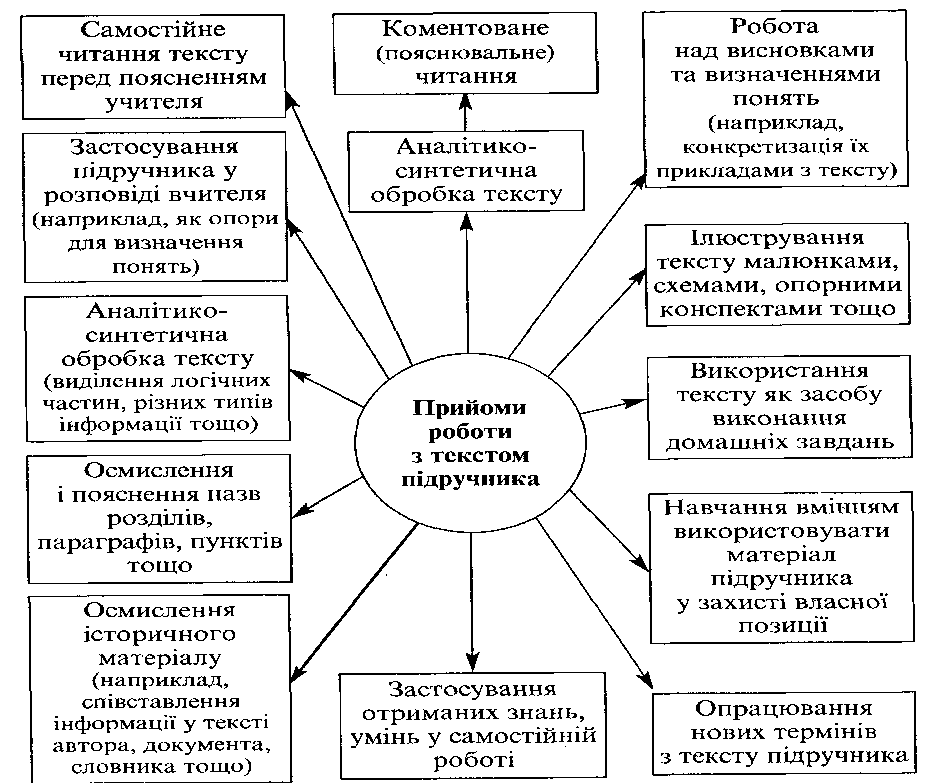 Самостійне
читання тексту
перед поясненням
учителя
Коментоване
(пояснювальне)
читання
Робота
над висновками
та визначеннями
понять
(наприклад,
конкретизація їх
прикладами з тексту)
Застосування
підручника у
розповіді вчителя
(наприклад, як опори
для визначення
понять)
Аналітико-
синтетична
обробка тексту
Ілюстрування
тексту малюнками,
схемами, опорними
конспектами тощо
Аналітико-
синтетична
обробка тексту
(виділення логічних
частин, різних типів
інформації тощо)
Прийоми
роботи
з текстом
підручника
Використання
тексту як засобу
виконання
домашніх завдань
Осмислення
і пояснення назв
розділів,
параграфів, пунктів
тощо
Навчання вмінням
використовувати
матеріал
підручника
у захисті власної
позиції
Осмислення
історичного
матеріалу
(наприклад,
співставлення
інформації у тексті
автора, документа,
словника тощо)
Застосування
отриманих знань,
умінь у самостійній
роботі
Опрацювання
нових термінів
з тексту підручника